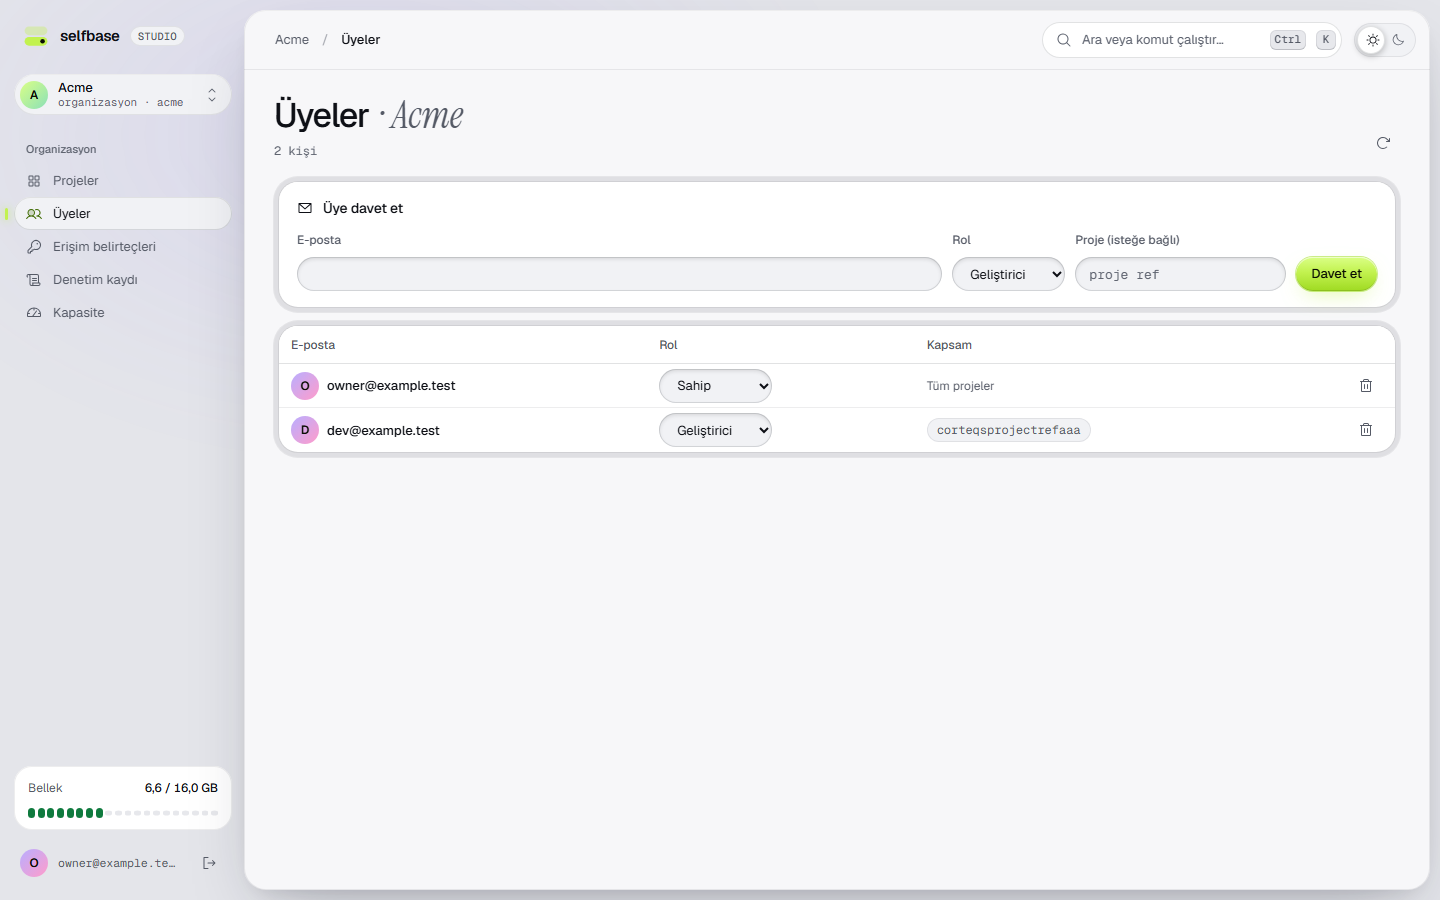 selfbase STUDIO
A Acme
organizasyon · acme
Organizasyon
Projeler
Üyeler
Erişim belirteçleri
Denetim kaydı
Kapasite
Bellek 6,6 / 16,0 GB
O owner@example.te…
Acme / Üyeler
Ara veya komut çalıştır… Ctrl K
Üyeler · Acme
2 kişi
Üye davet et
E-posta Rol Proje (isteğe bağlı)
Geliştirici proje ref Davet et
E-posta Rol Kapsam
O owner@example.test Sahip Tüm projeler
D dev@example.test Geliştirici corteqsprojectrefaaa